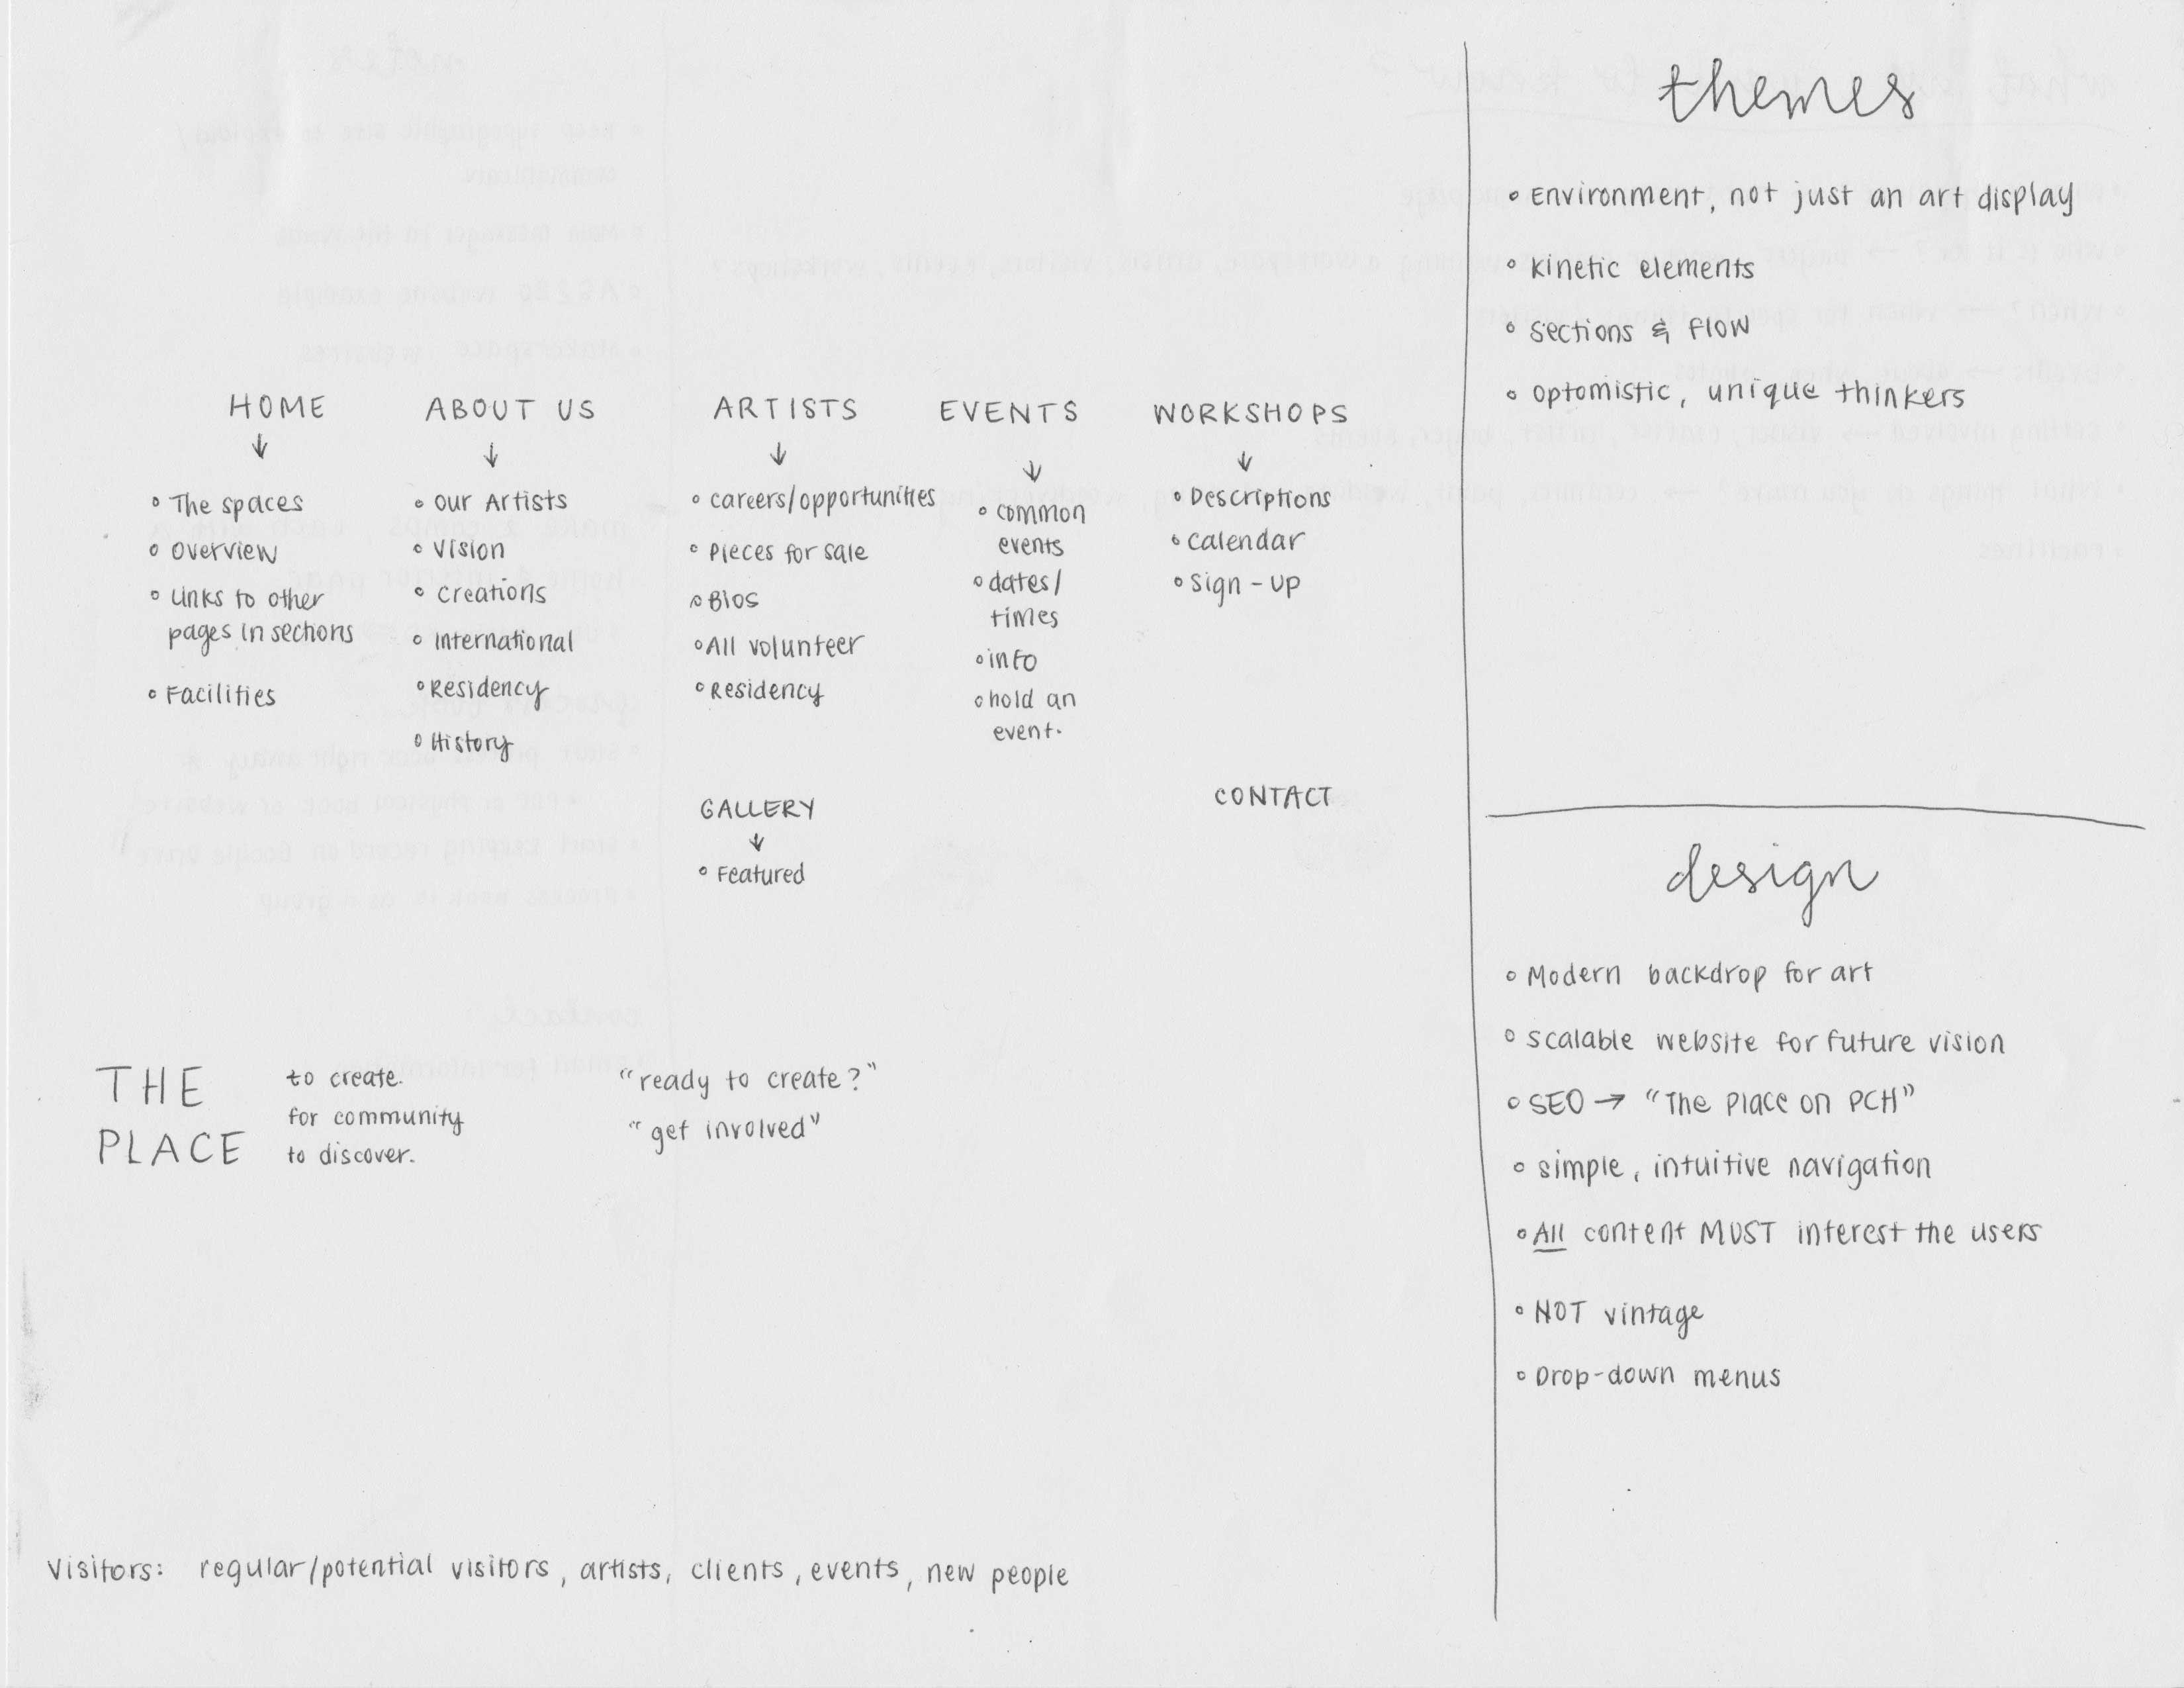 HOME
↓
◦ The spaces
◦ Overview
◦ Links to other
pages in sections
◦ Facilities
ABOUT US
↓
◦ Our Artists
◦ Vision
◦ Creations
◦ International
◦ Residency
◦ History
ARTISTS
↓
◦ careers/opportunities
◦ Pieces for sale
◦ Bios
◦ All volunteer
◦ Residency
EVENTS
↓
◦ common
events
◦ dates/
times
◦ info
◦ hold an
event.
WORKSHOPS
↓
◦ Descriptions
◦ Calendar
◦ Sign-up
GALLERY
↓
◦ Featured
CONTACT
THE
PLACE
to create.
for community
to discover.
"ready to create?"
"get involved"
Visitors: regular/potential visitors, artists, clients, events, new people
themes
◦ Environment, not just an art display
◦ kinetic elements
◦ Sections & Flow
◦ Optomistic, unique thinkers
design
◦ Modern backdrop for art
◦ scalable website for future vision
◦ SEO → "The Place on PCH"
◦ simple, intuitive navigation
◦ All content MUST interest the users
◦ NOT vintage
◦ Drop-down menus